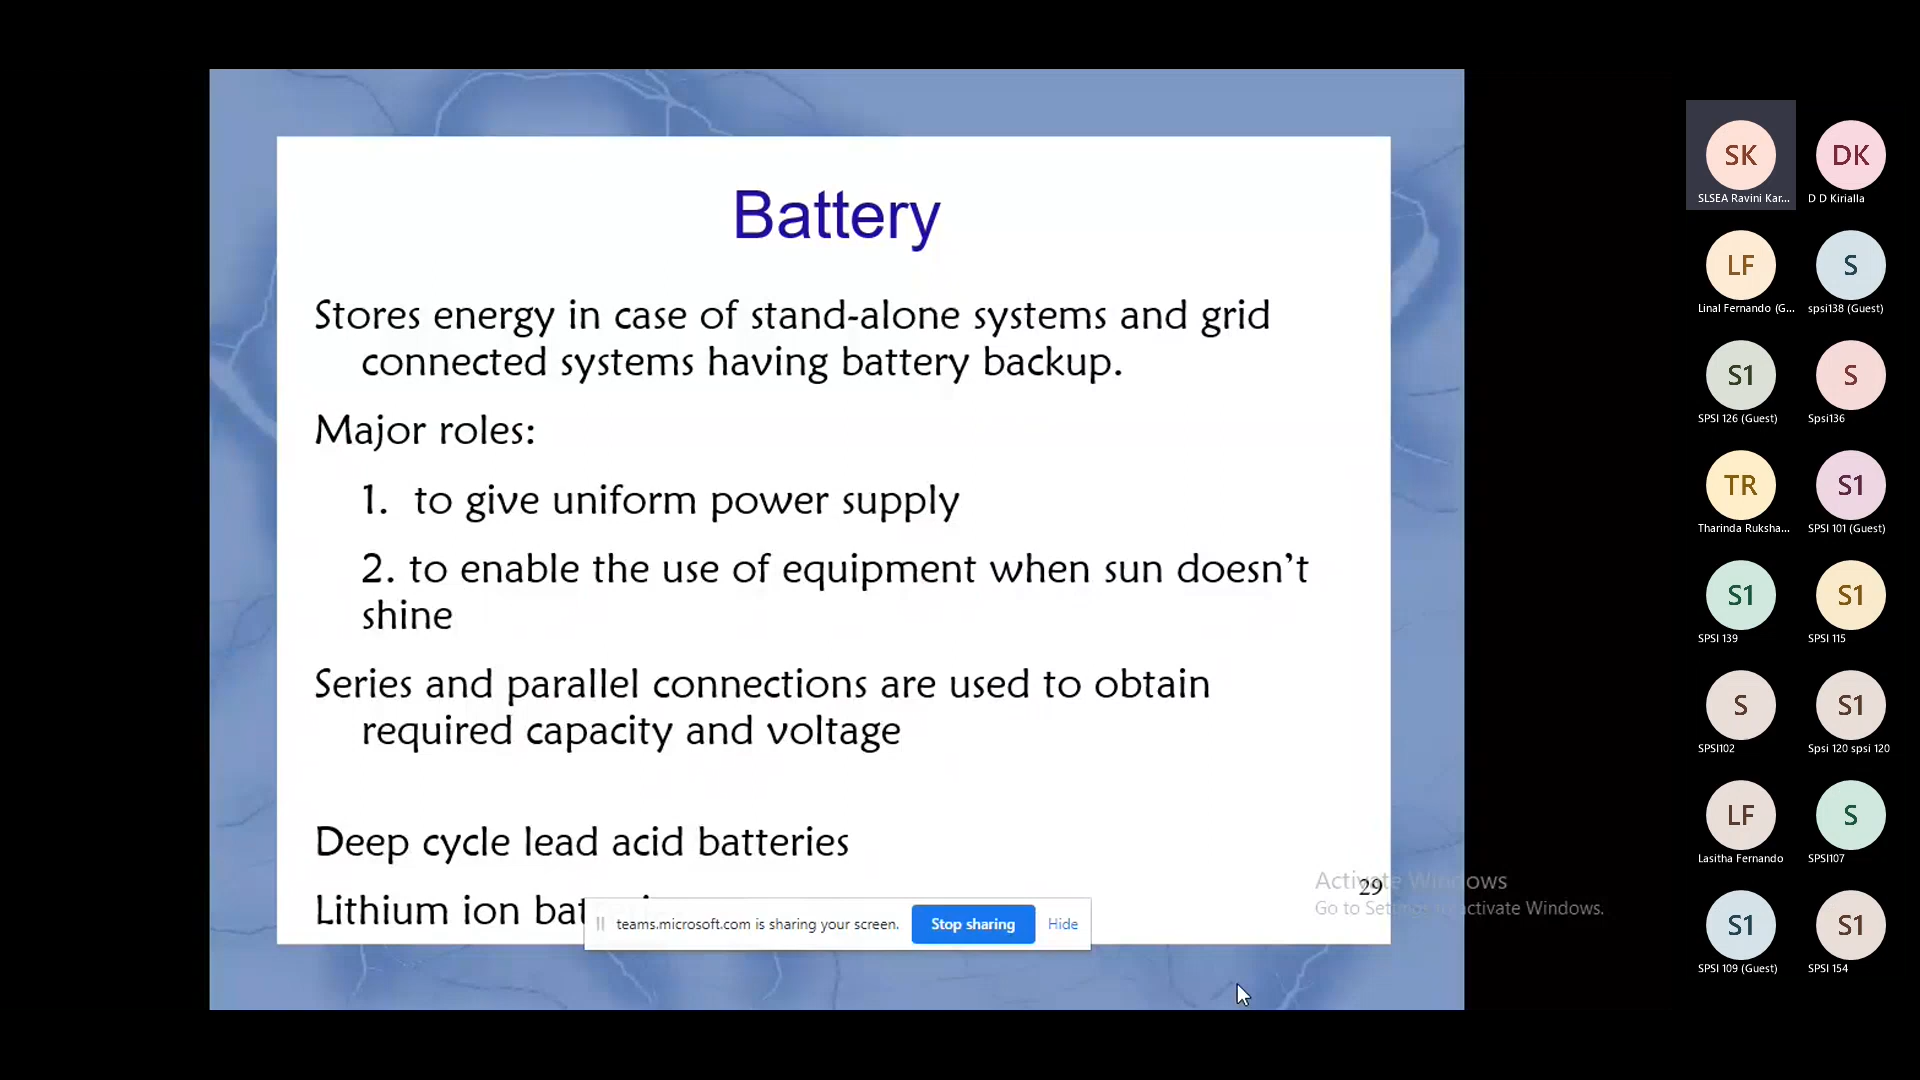 Battery
Stores energy in case of stand-alone systems and grid
connected systems having battery backup.
Major roles:
1. to give uniform power supply
2. to enable the use of equipment when sun doesn’t
shine
Series and parallel connections are used to obtain
required capacity and voltage
Deep cycle lead acid batteries
Lithium ion
29
teams.microsoft.com is sharing your screen.
Stop sharing
Hide
Activate Windows
Go to Settings to activate Windows.
SK
SLSEA Ravini Kar...
DK
D D Kirialla
LF
Linal Fernando (G...
S
spsi138 (Guest)
S1
SPSI 126 (Guest)
S
Spsi136
TR
Tharinda Ruksha...
S1
SPSI 101 (Guest)
S1
SPSI 139
S1
SPSI 115
S
SPSI102
S1
Spsi 120 spsi 120
LF
Lasitha Fernando
S
SPSI107
S1
SPSI 109 (Guest)
S1
SPSI 154